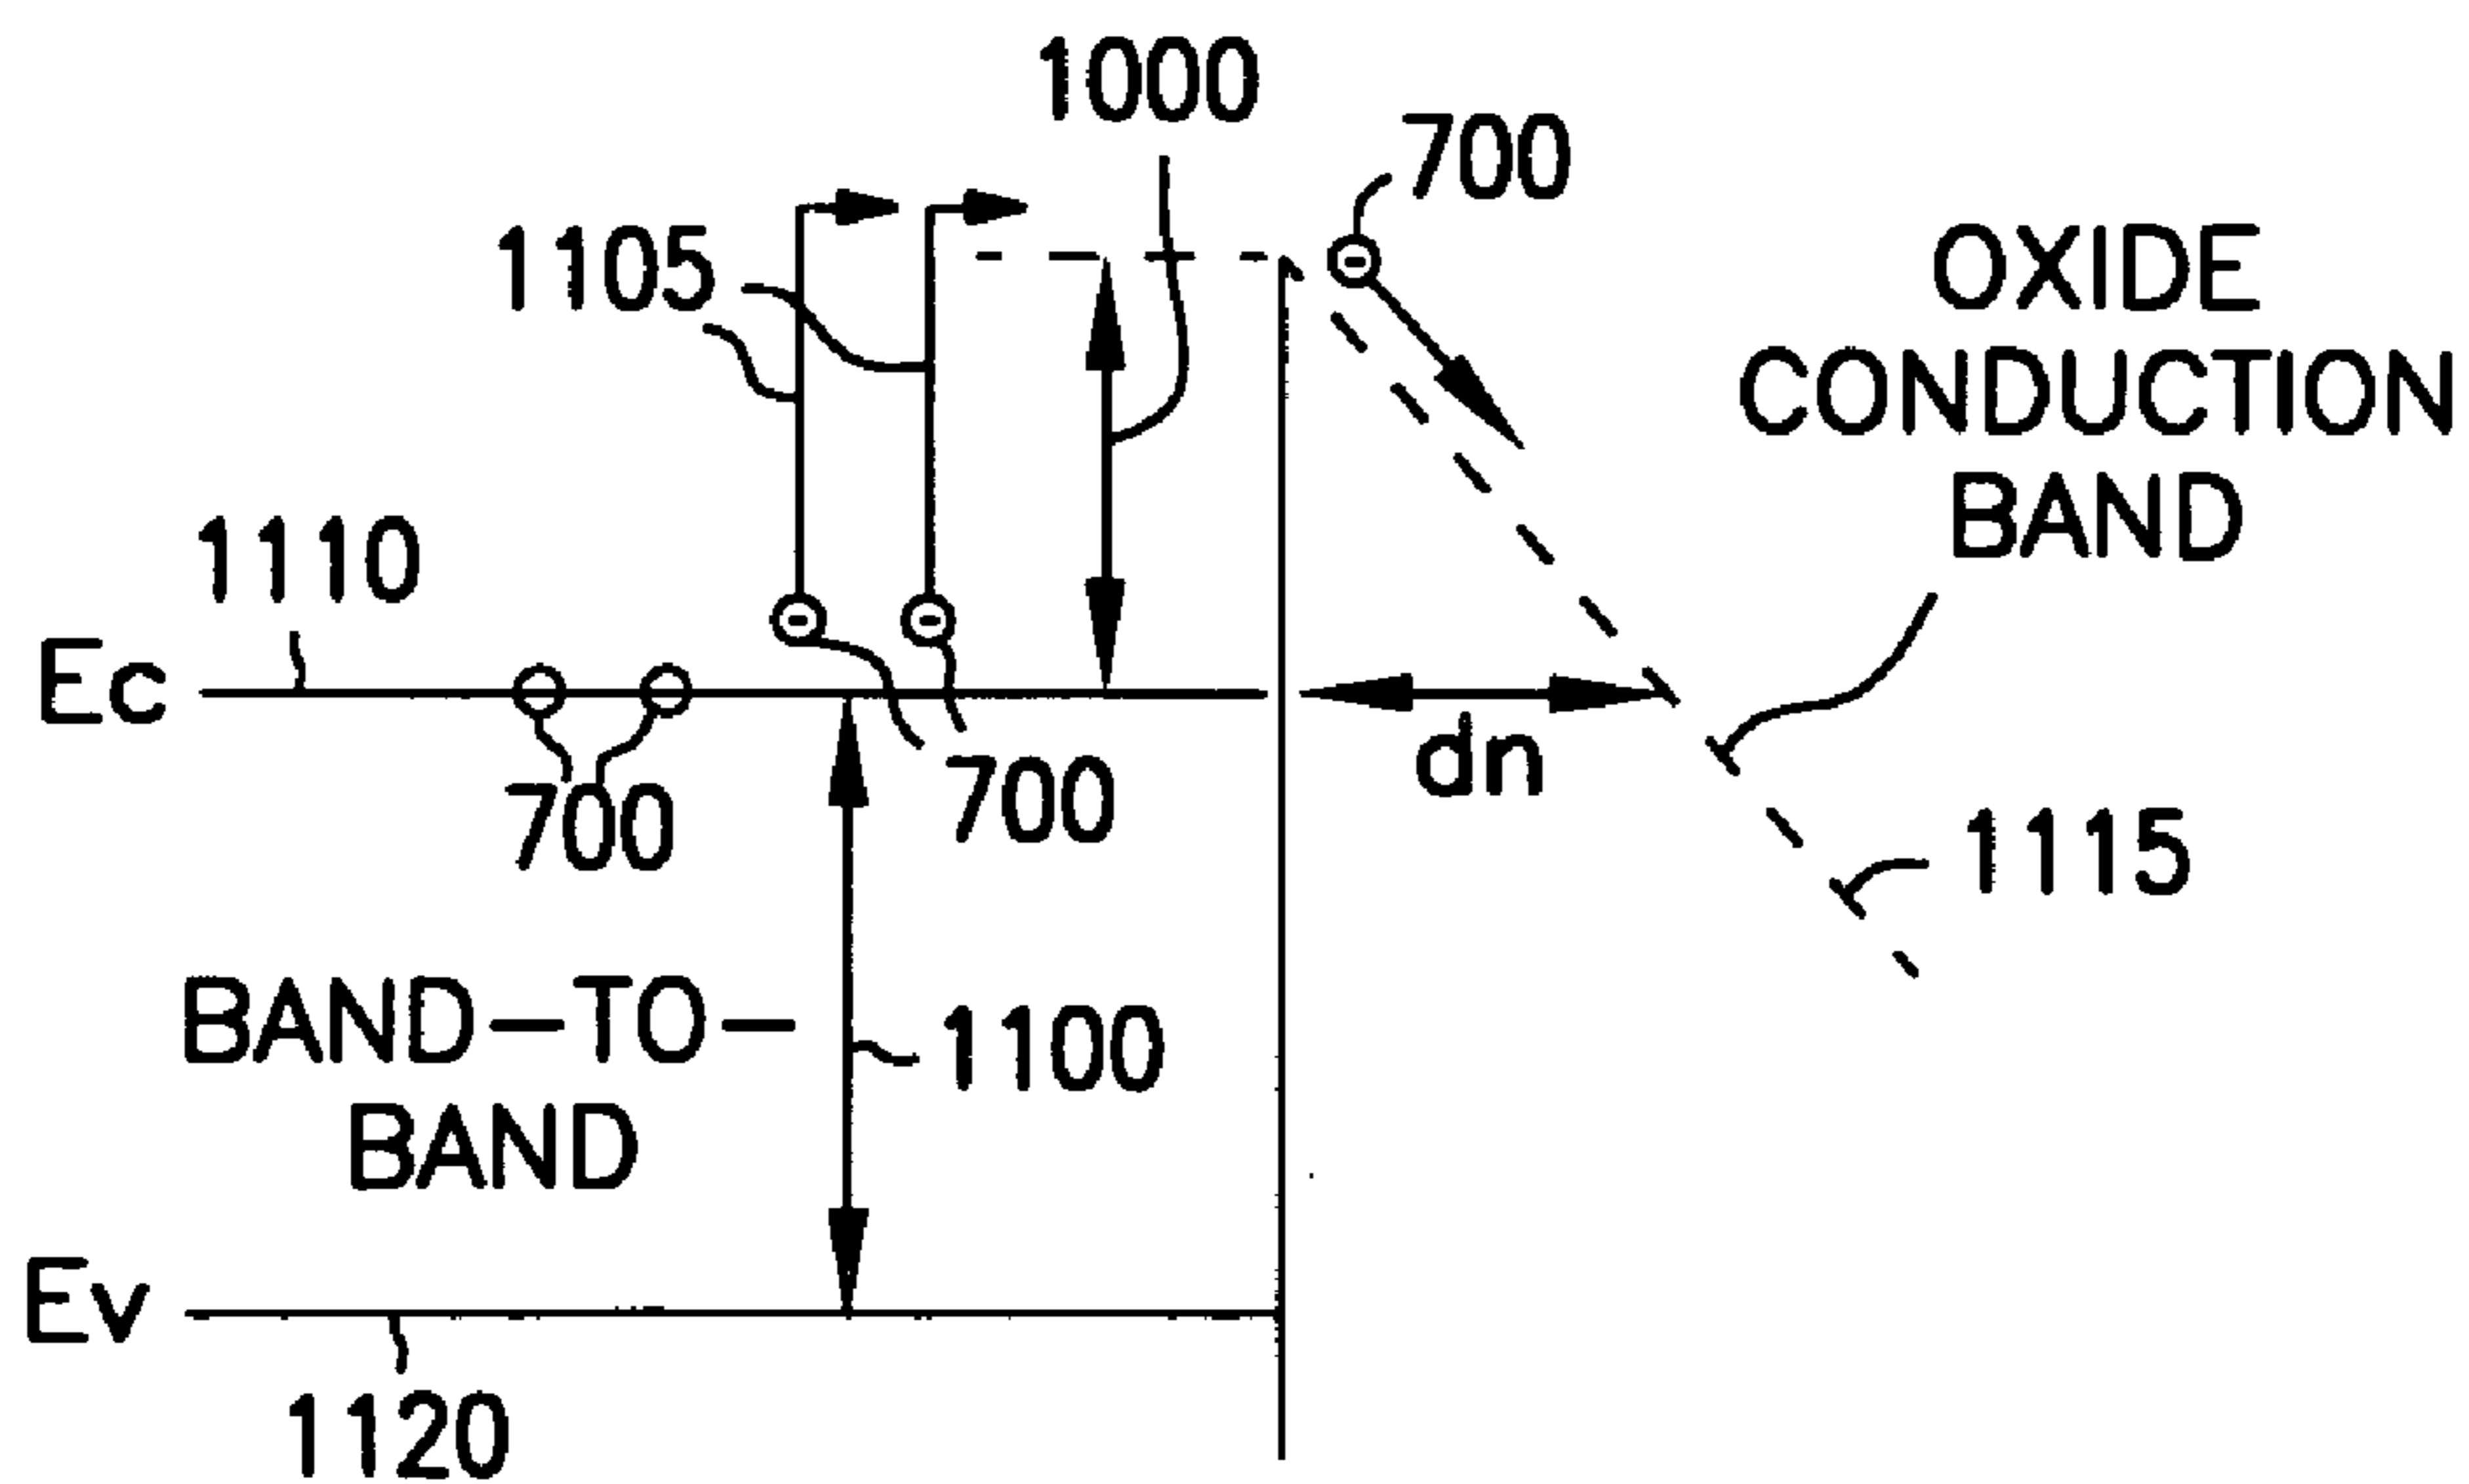 1000
700
1105
OXIDE
CONDUCTION
BAND
1110
Ec
700
700
dn
1115
BAND-TO-
BAND
1100
Ev
1120